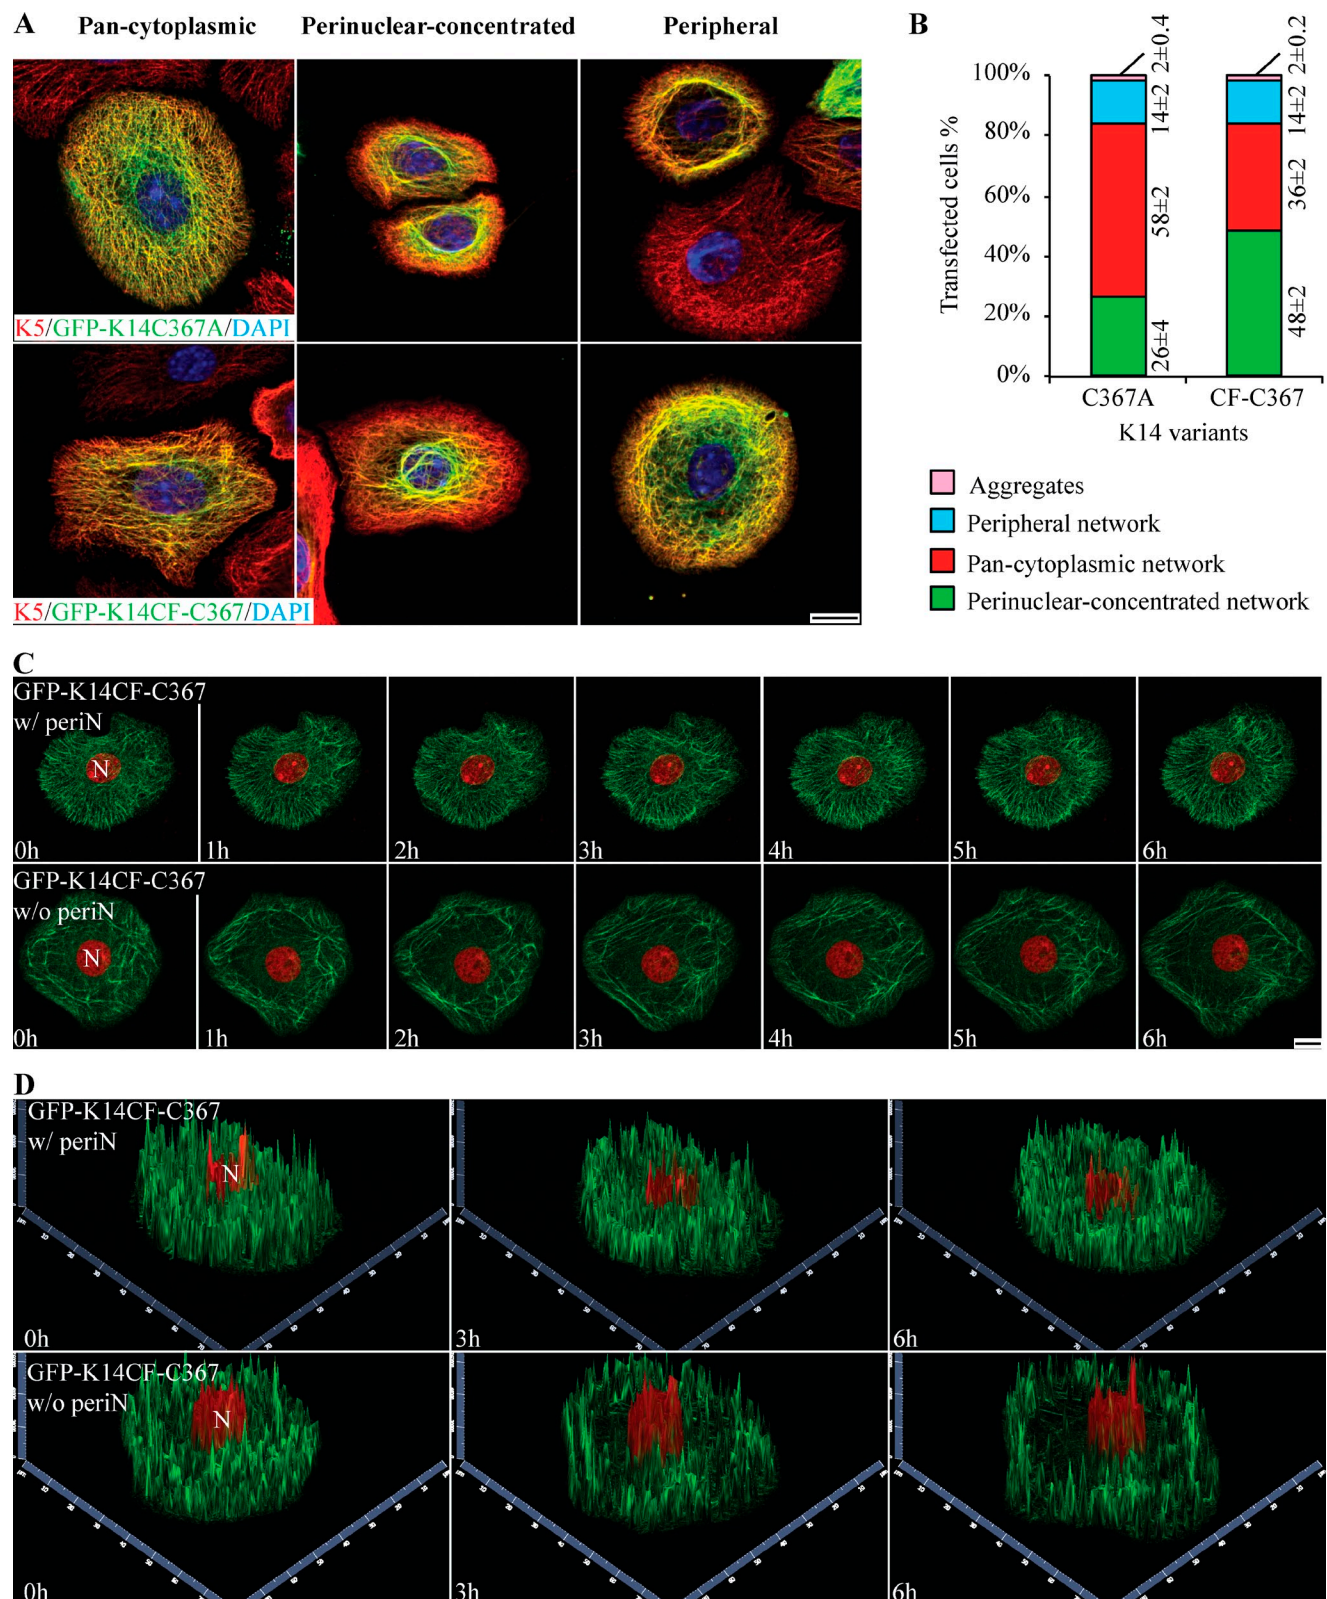 A
Pan-cytoplasmic
Perinuclear-concentrated
Peripheral
K5/GFP-K14C367A/DAPI
K5/GFP-K14CF-C367/DAPI
B
Transfected cells %
100%
80%
60%
40%
20%
0%
26±4
58±2
14±2
2±0.4
48±2
36±2
14±2
2±0.2
C367A
CF-C367
K14 variants
Aggregates
Peripheral network
Pan-cytoplasmic network
Perinuclear-concentrated network
C
GFP-K14CF-C367
w/ periN
N
0h
1h
2h
3h
4h
5h
6h
GFP-K14CF-C367
w/o periN
N
0h
1h
2h
3h
4h
5h
6h
D
GFP-K14CF-C367
w/ periN
N
0h
3h
6h
GFP-K14CF-C367
w/o periN
N
0h
3h
6h